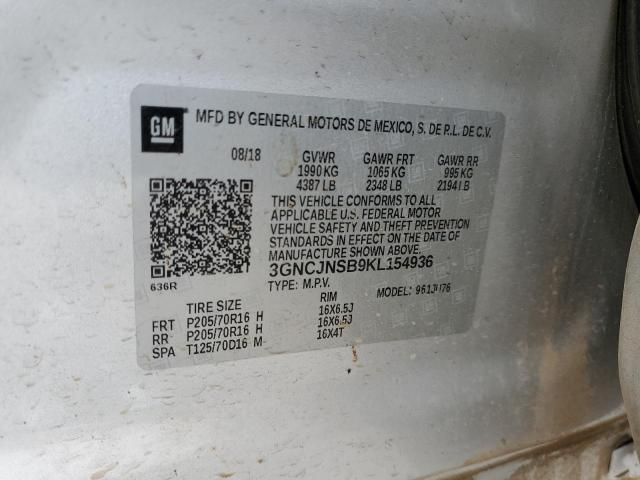 GM MFD BY GENERAL MOTORS DE MEXICO, S. DE R.L. DE C.V.
08/18 GVWR GAWR FRT GAWR RR
1990 KG 1065 KG 995 KG
4387 LB 2348 LB 2194 LB
THIS VEHICLE CONFORMS TO ALL
APPLICABLE U.S. FEDERAL MOTOR
VEHICLE SAFETY AND THEFT PREVENTION
STANDARDS IN EFFECT ON THE DATE OF
MANUFACTURE SHOWN ABOVE.
3GNCJNSB9KL154936
636R
TYPE: M.P.V. MODEL: 961JU76
TIRE SIZE RIM
FRT P205/70R16 H 16X6.5J
RR P205/70R16 H 16X6.5J
SPA T125/70D16 M 16X4T